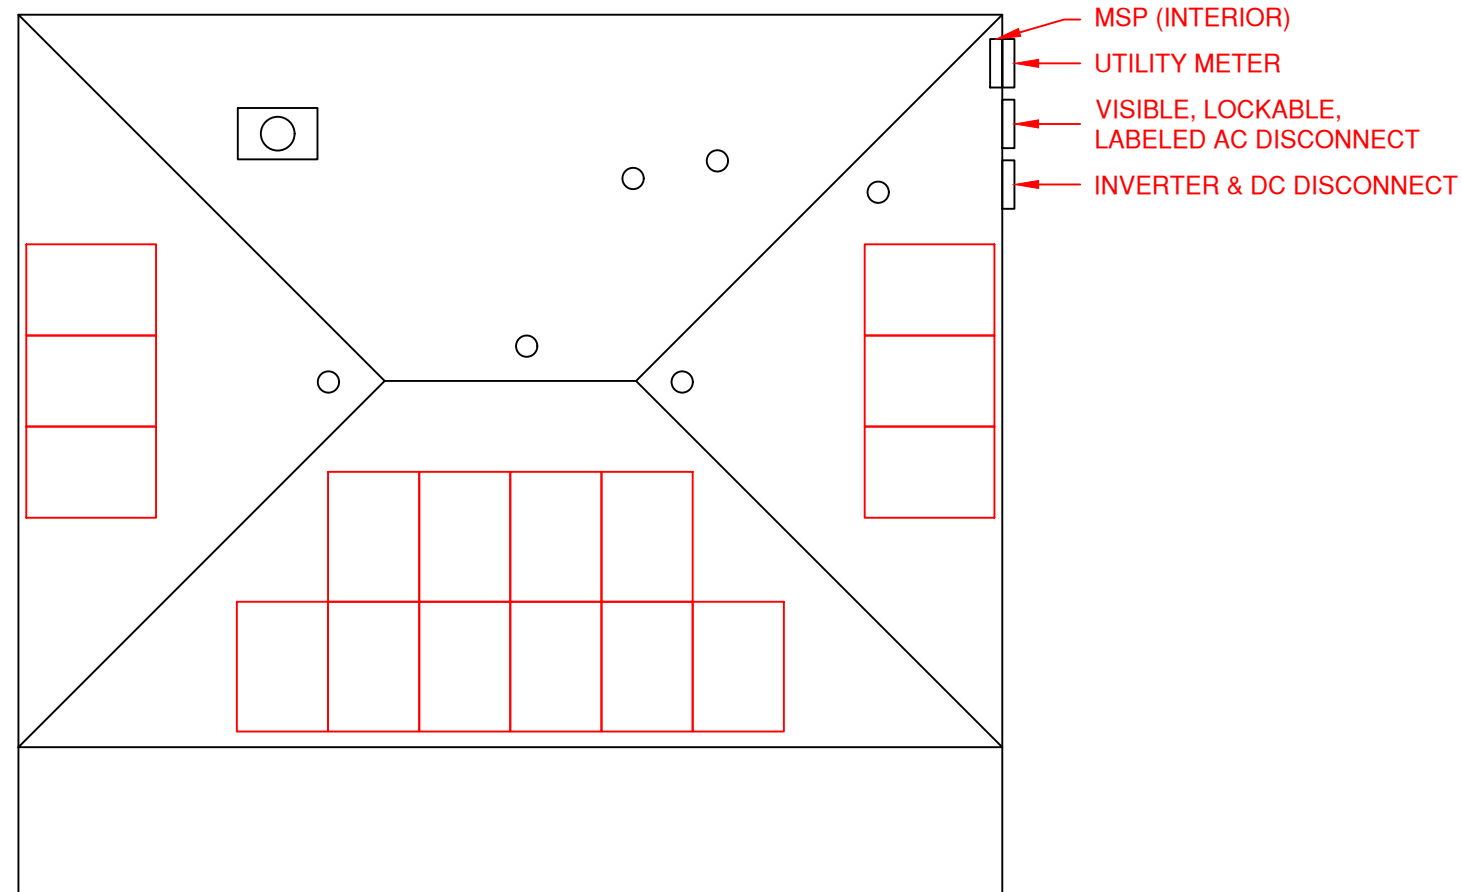 MSP (INTERIOR)
UTILITY METER
VISIBLE, LOCKABLE,
LABELED AC DISCONNECT
INVERTER & DC DISCONNECT